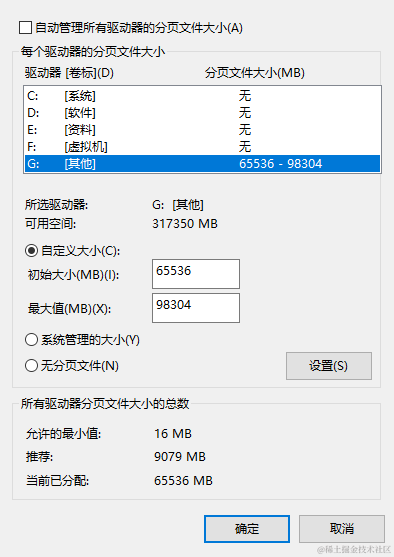 自动管理所有驱动器的分页文件大小(A)
每个驱动器的分页文件大小
驱动器 [卷标](D) 分页文件大小(MB)
C: [系统] 无
D: [软件] 无
E: [资料] 无
F: [虚拟机] 无
G: [其他] 65536 - 98304
所选驱动器: G: [其他]
可用空间: 317350 MB
自定义大小(C):
初始大小(MB)(I): 65536
最大值(MB)(X): 98304
系统管理的大小(Y)
无分页文件(N) 设置(S)
所有驱动器分页文件大小的总数
允许的最小值: 16 MB
推荐: 9079 MB
当前已分配: 65536 MB
确定 取消
@稀土掘金技术社区